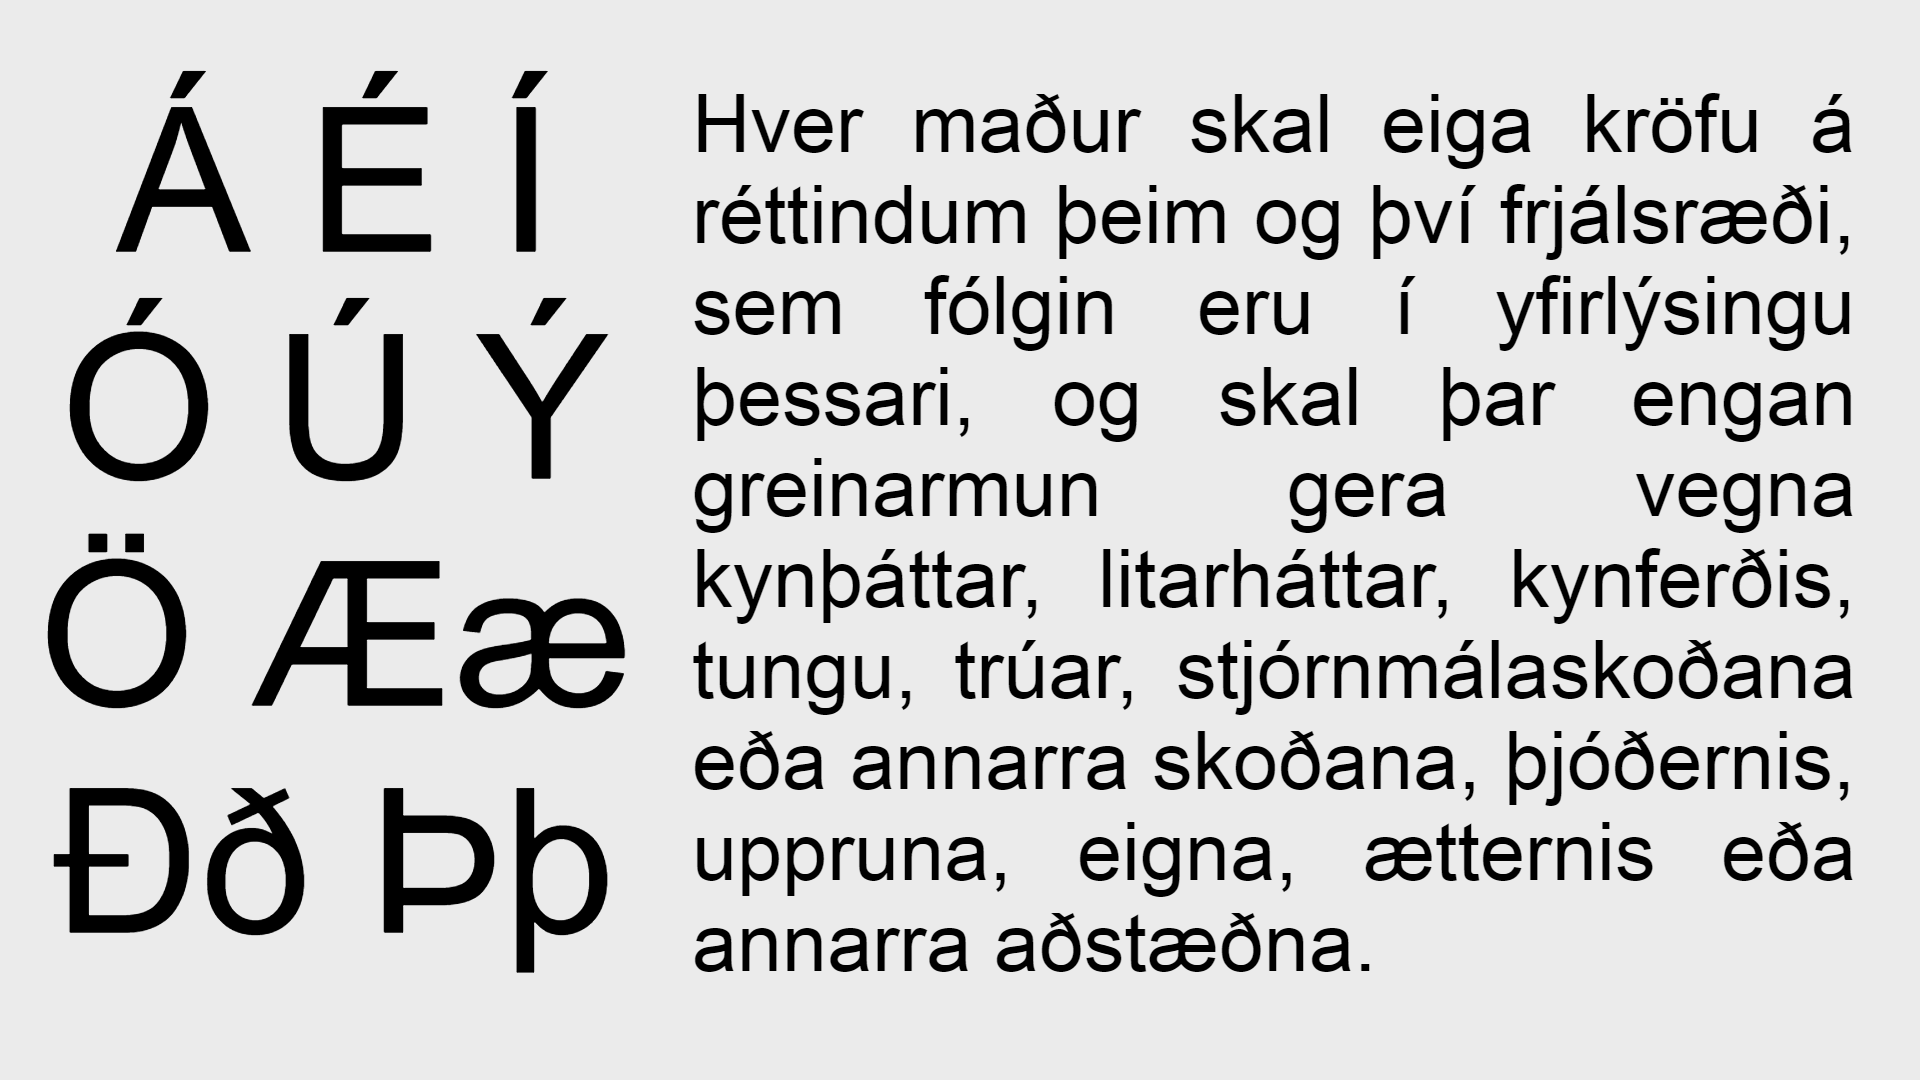 Á É Í
Ó Ú Ý
Ö Ææ
Ðð Þþ
Hver maður skal eiga kröfu á
réttindum þeim og því frjálsræði,
sem fólgin eru í yfirlýsingu
þessari, og skal þar engan
greinarmun gera vegna
kynþáttar, litarháttar, kynferðis,
tungu, trúar, stjórnmálaskoðana
eða annarra skoðana, þjóðernis,
uppruna, eigna, ætternis eða
annarra aðstæðna.